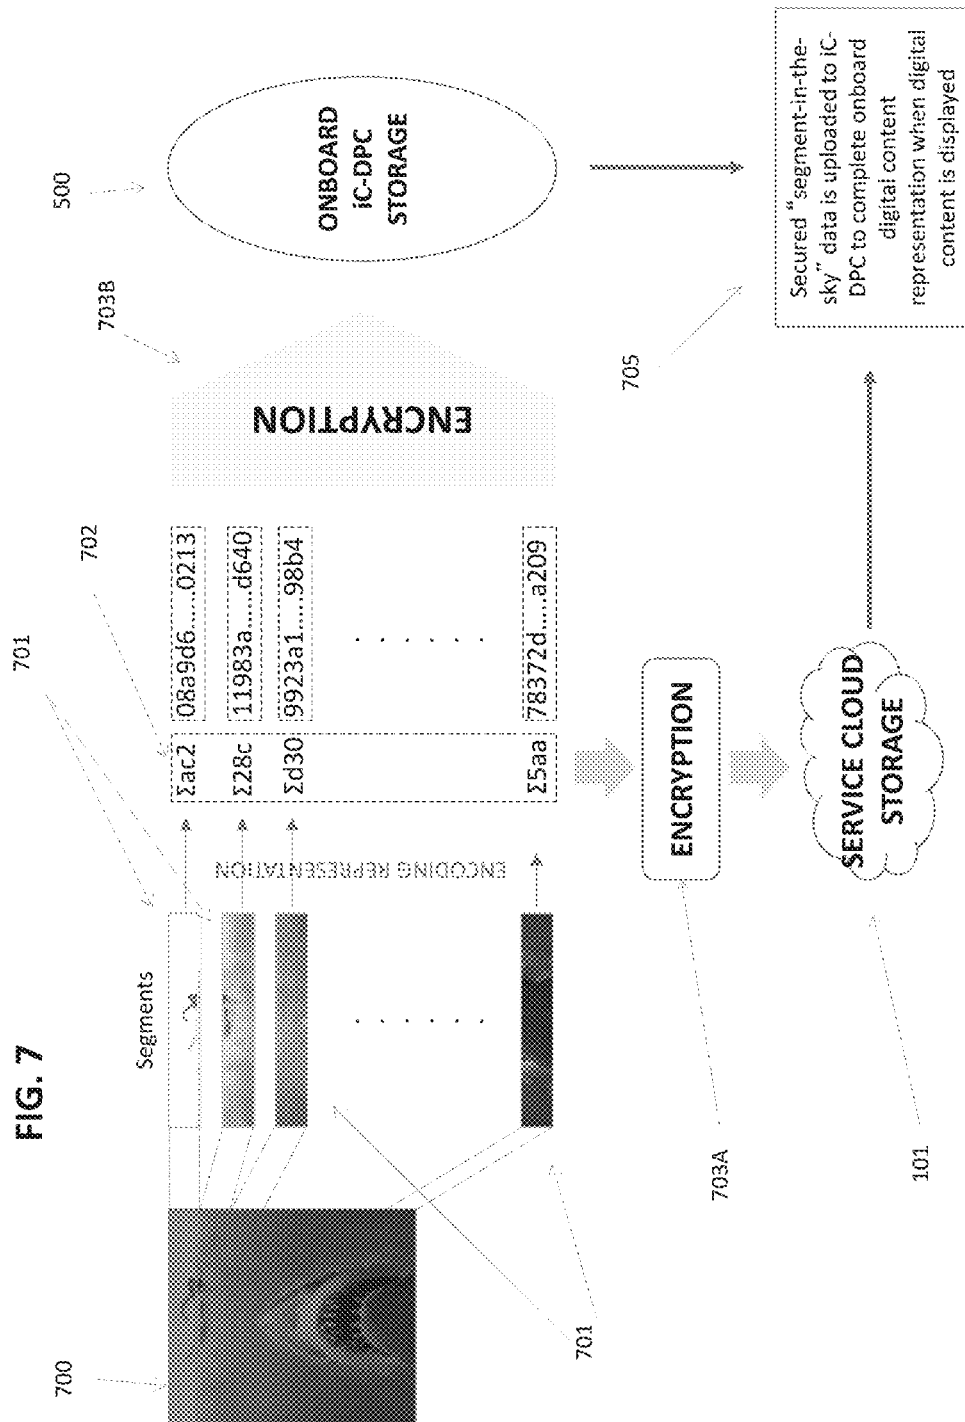 FIG. 7
700
701
Segments
701
ENCODING REPRESENTATION
702
Σac2 08a9d6......0213
Σ28c 11983a......d640
Σd30 9923a1....98b4
. . . . . .
. . . . . .
Σ5aa 78372d....a209
703B
ENCRYPTION
500
ONBOARD
iC-DPC
STORAGE
703A
ENCRYPTION
101
SERVICE CLOUD
STORAGE
705
Secured “segment-in-the-
sky” data is uploaded to iC-
DPC to complete onboard
digital content
representation when digital
content is displayed